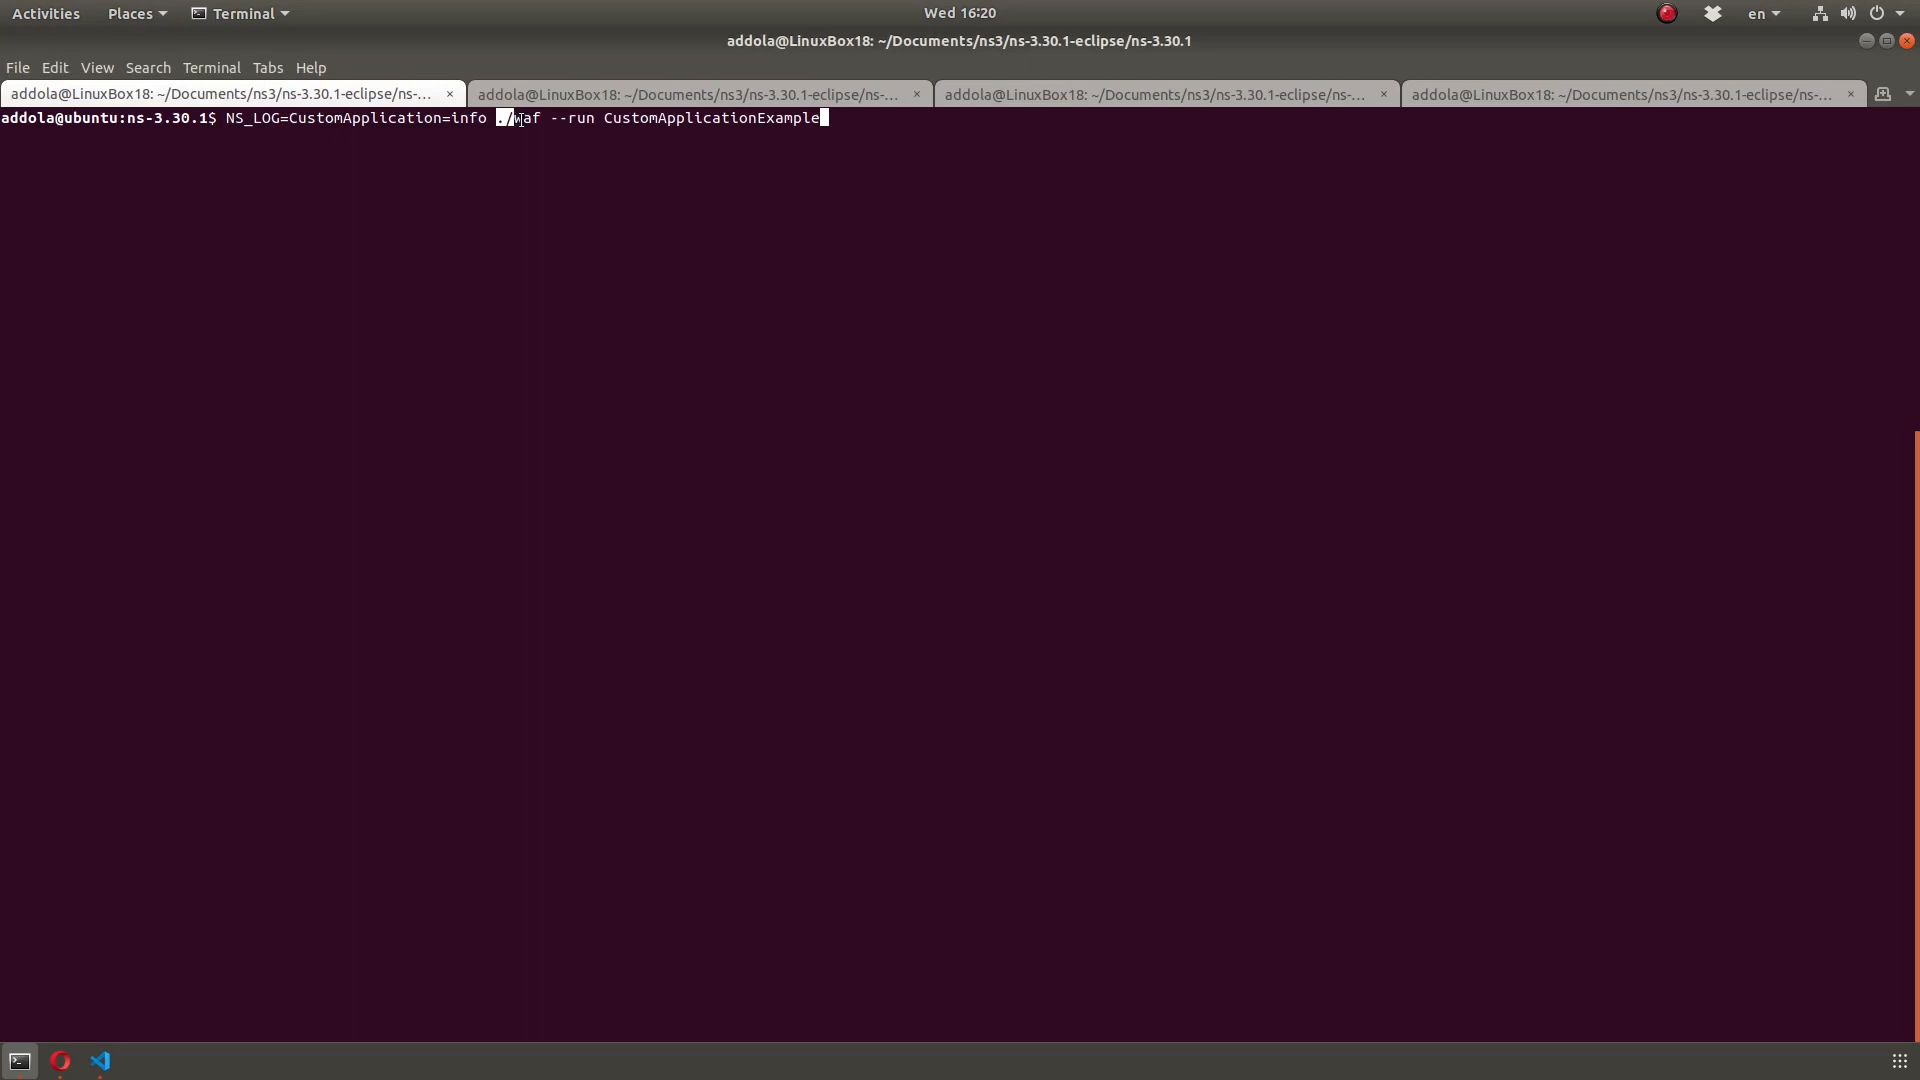 Activities Places Terminal Wed 16:20 en
addola@LinuxBox18: ~/Documents/ns3/ns-3.30.1-eclipse/ns-3.30.1
File Edit View Search Terminal Tabs Help
addola@LinuxBox18: ~/Documents/ns3/ns-3.30.1-eclipse/ns-... × addola@LinuxBox18: ~/Documents/ns3/ns-3.30.1-eclipse/ns-... × addola@LinuxBox18: ~/Documents/ns3/ns-3.30.1-eclipse/ns-... × addola@LinuxBox18: ~/Documents/ns3/ns-3.30.1-eclipse/ns-... ×
addola@ubuntu:ns-3.30.1$ NS_LOG=CustomApplication=info ./waf --run CustomApplicationExample